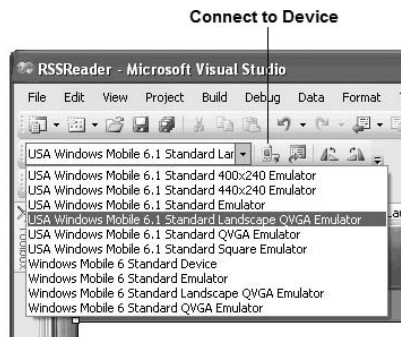 Connect to Device
RSSReader - Microsoft Visual Studio
File Edit View Project Build Debug Data Format
USA Windows Mobile 6.1 Standard Lar
USA Windows Mobile 6.1 Standard 400x240 Emulator
USA Windows Mobile 6.1 Standard 440x240 Emulator
USA Windows Mobile 6.1 Standard Emulator
USA Windows Mobile 6.1 Standard Landscape QVGA Emulator
USA Windows Mobile 6.1 Standard QVGA Emulator
USA Windows Mobile 6.1 Standard Square Emulator
Windows Mobile 6 Standard Device
Windows Mobile 6 Standard Emulator
Windows Mobile 6 Standard Landscape QVGA Emulator
Windows Mobile 6 Standard QVGA Emulator